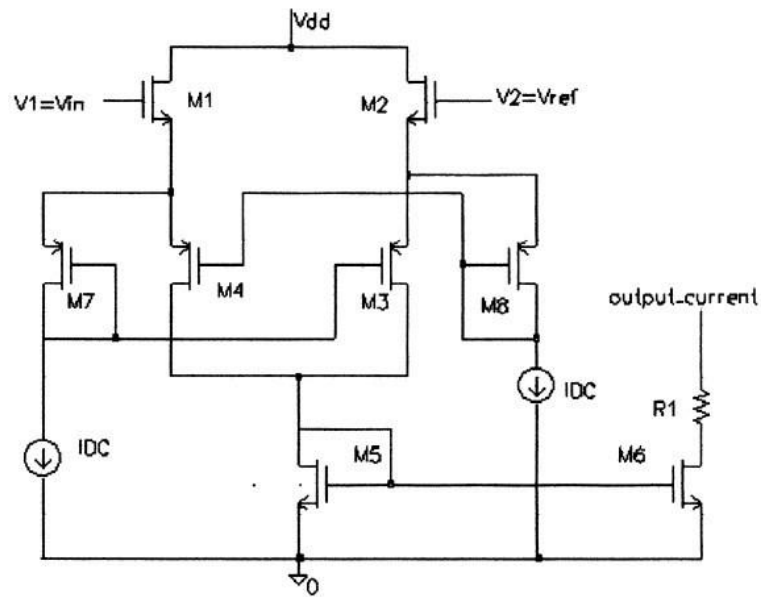 Vdd
V1=Vin
M1
M2
V2=Vref
M7
M4
M3
M8
output_current
IDC
IDC
R1
M5
M6
0